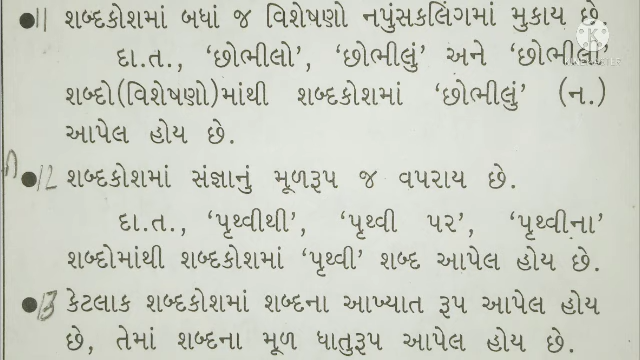 ●11 શબ્દકોશમાં બધાં જ વિશેષણો નપુંસકલિંગમાં મુકાય છે.
દા.ત., ‘છોભીલો’, ‘છોભીલું’ અને ‘છોભીલી’
શબ્દો(વિશેષણો)માંથી શબ્દકોશમાં ‘છોભીલું’ (ન.)
આપેલ હોય છે.
●12 શબ્દકોશમાં સંજ્ઞાનું મૂળરૂપ જ વપરાય છે.
દા.ત., ‘પૃથ્વીથી’, ‘પૃથ્વી પર’, ‘પૃથ્વીના’
શબ્દોમાંથી શબ્દકોશમાં ‘પૃથ્વી’ શબ્દ આપેલ હોય છે.
●13 કેટલાક શબ્દકોશમાં શબ્દના આખ્યાત રૂપ આપેલ હોય
છે, તેમાં શબ્દના મૂળ ધાતુરૂપ આપેલ હોય છે.